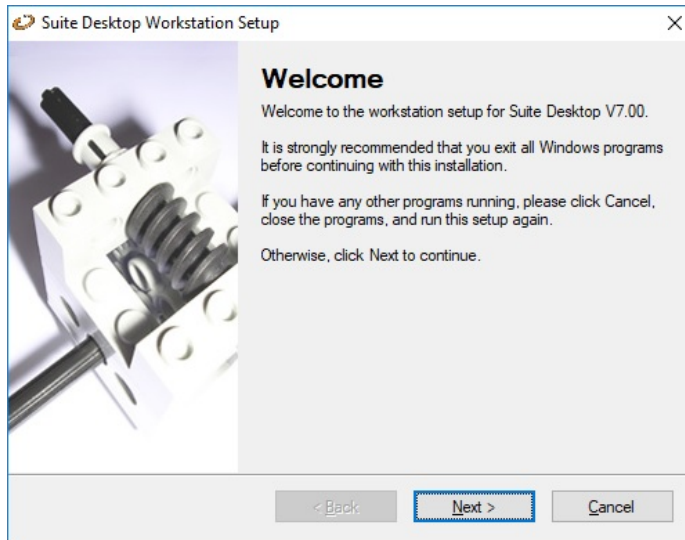 Suite Desktop Workstation Setup
Welcome
Welcome to the workstation setup for Suite Desktop V7.00.
It is strongly recommended that you exit all Windows programs
before continuing with this installation.
If you have any other programs running, please click Cancel,
close the programs, and run this setup again.
Otherwise, click Next to continue.
< Back
Next >
Cancel